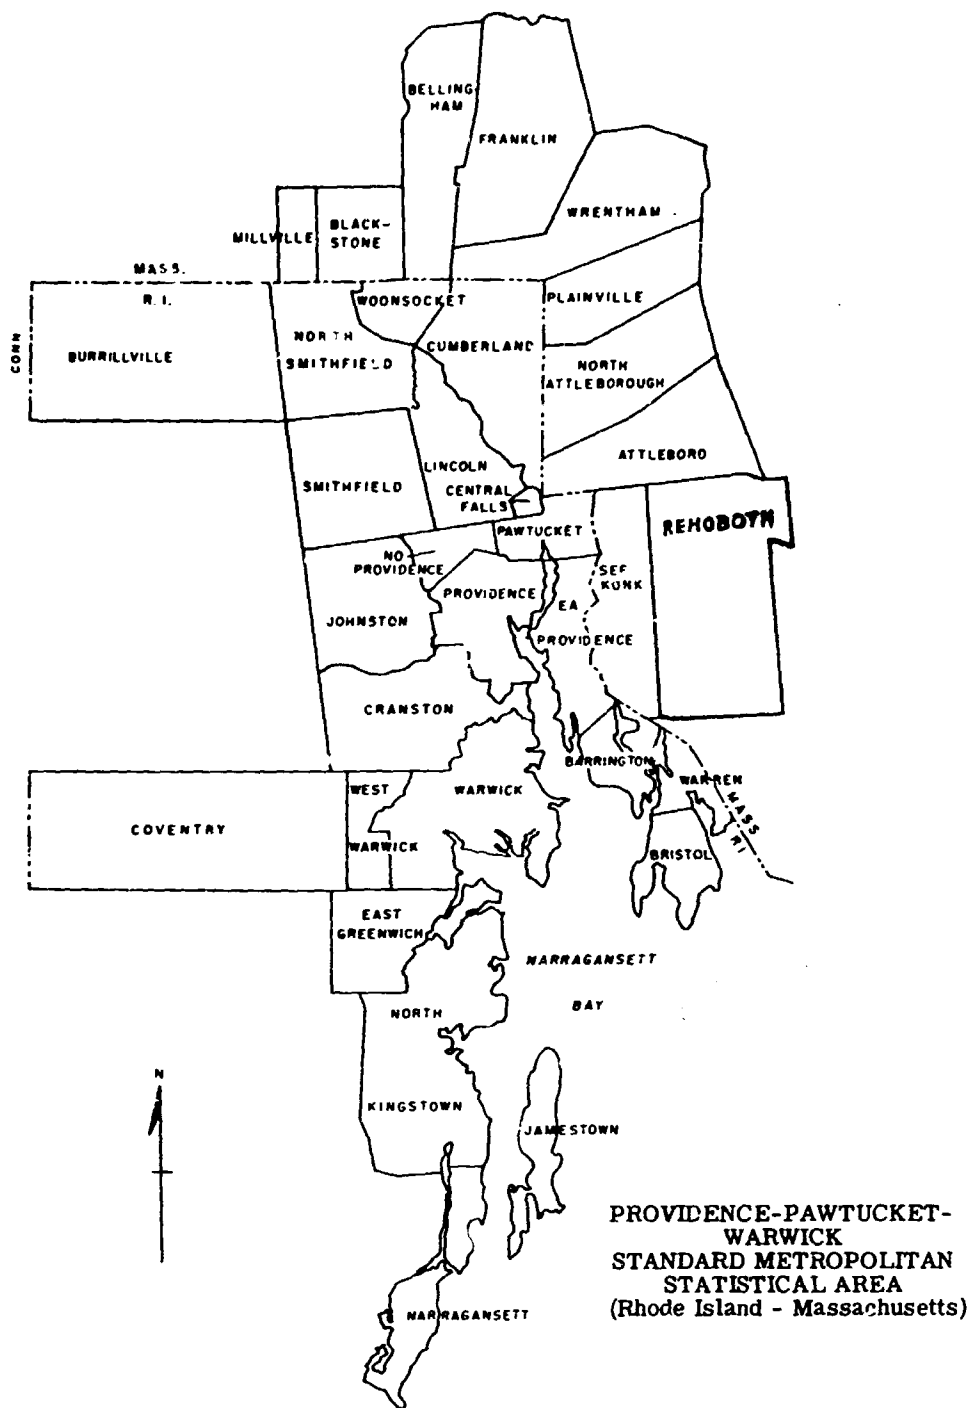 BELLING
HAM
FRANKLIN
WRENTHAM
MILLVILLE
BLACK-
STONE
MASS.
R. I.
WOONSOCKET
PLAINVILLE
CONN
BURRILLVILLE
NORTH
SMITHFIELD
CUMBERLAND
NORTH
ATTLEBOROUGH
ATTLEBORO
LINCOLN
SMITHFIELD
CENTRAL
FALLS
REHOBOTH
PAWTUCKET
NO
PROVIDENCE
SEE
KONK
PROVIDENCE
EA
PROVIDENCE
JOHNSTON
CRANSTON
BARRINGTON
WARREN
MASS
R I
WEST
WARWICK
WARWICK
COVENTRY
BRISTOL
EAST
GREENWICH
NARRAGANSETT
BAY
NORTH
KINGSTOWN
N
JAMESTOWN
NARRAGANSETT
PROVIDENCE-PAWTUCKET-
WARWICK
STANDARD METROPOLITAN
STATISTICAL AREA
(Rhode Island - Massachusetts)